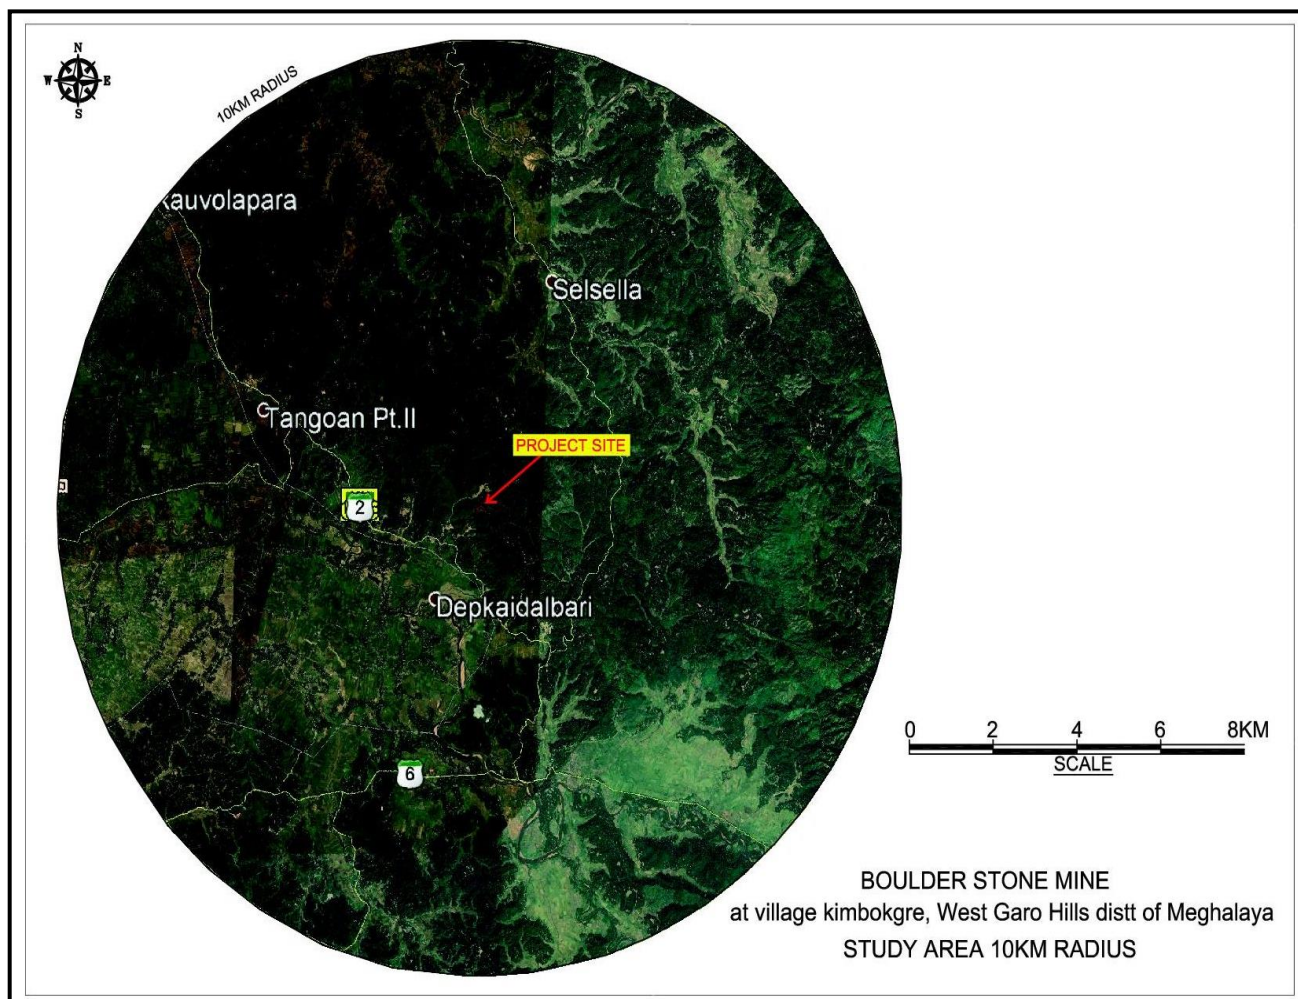 N
W E
S
10KM RADIUS
kauvolapara
Selsella
Tangoan Pt.II
PROJECT SITE
2
Depkaidalbari
0 2 4 6 8KM
SCALE
6
BOULDER STONE MINE
at village kimbokgre, West Garo Hills distt of Meghalaya
STUDY AREA 10KM RADIUS